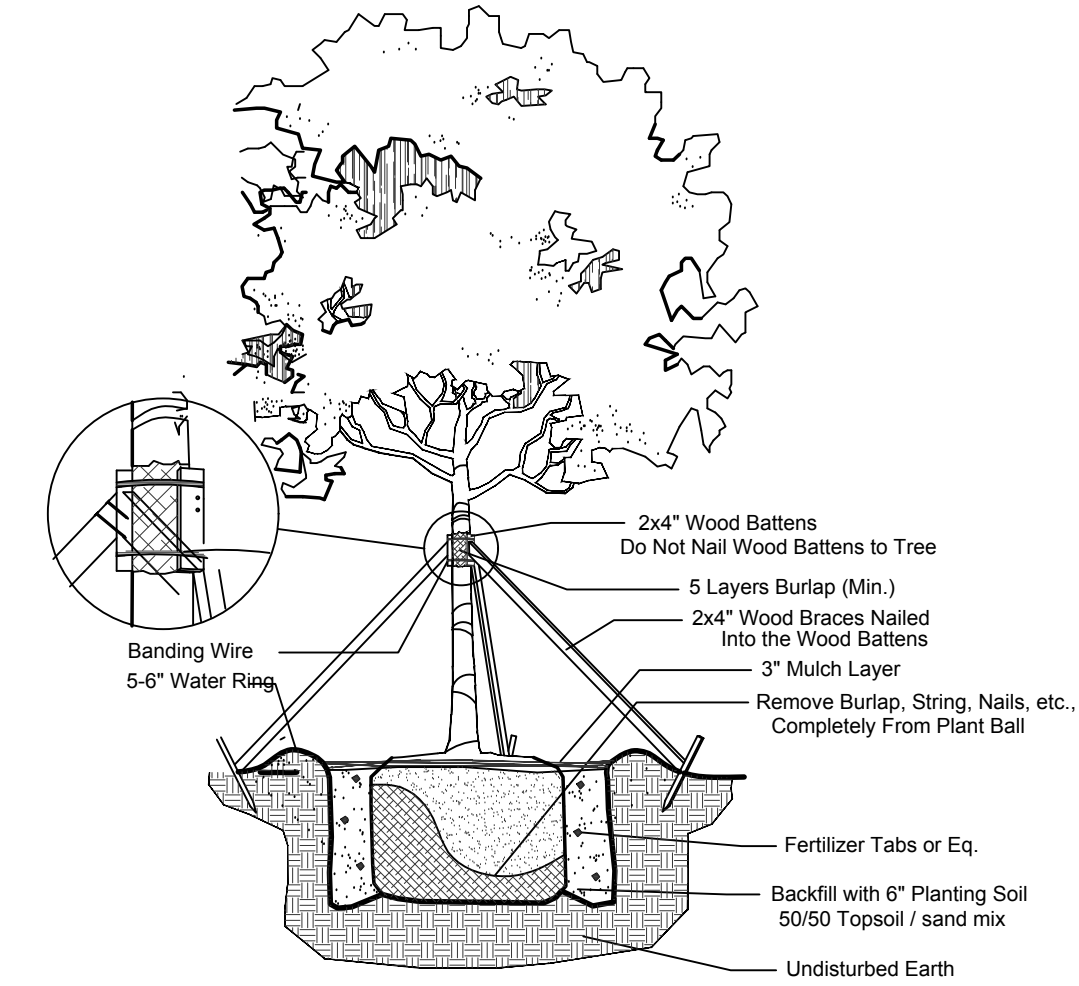 2x4" Wood Battens
Do Not Nail Wood Battens to Tree
5 Layers Burlap (Min.)
2x4" Wood Braces Nailed
Into the Wood Battens
Banding Wire
3" Mulch Layer
5-6" Water Ring
Remove Burlap, String, Nails, etc.,
Completely From Plant Ball
Fertilizer Tabs or Eq.
Backfill with 6" Planting Soil
50/50 Topsoil / sand mix
Undisturbed Earth